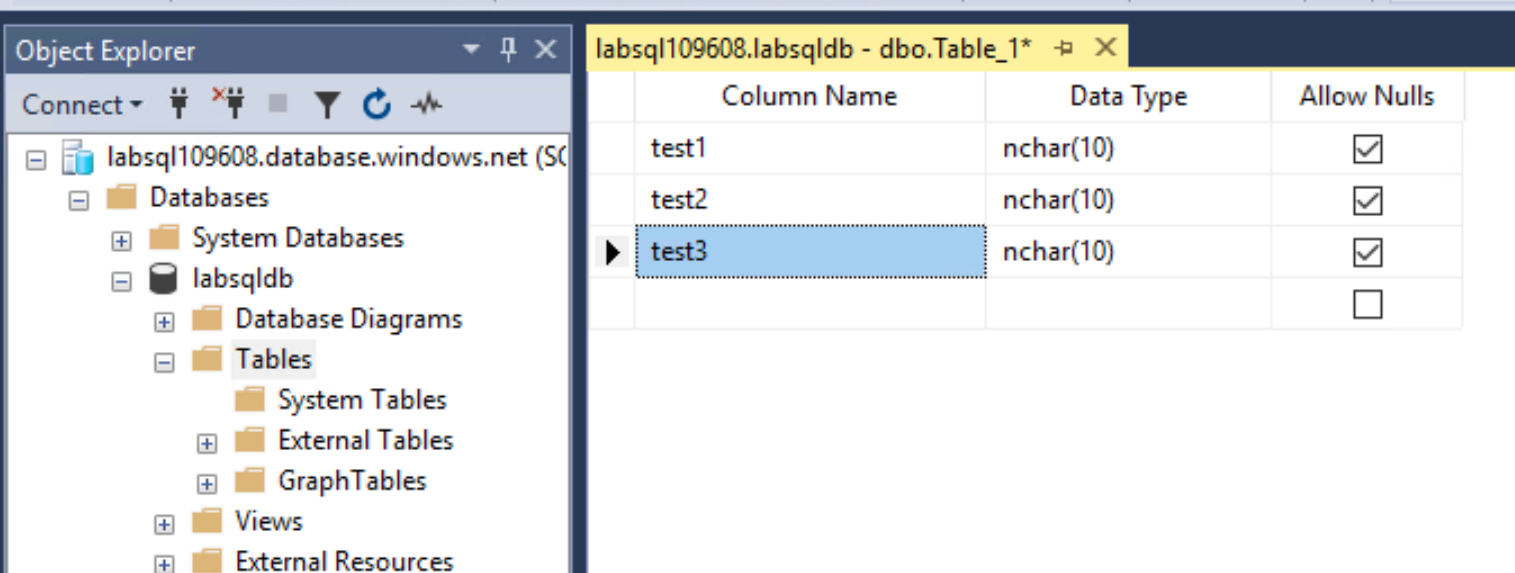 Object Explorer
Connect
labsql109608.database.windows.net (S
Databases
System Databases
labsqldb
Database Diagrams
Tables
System Tables
External Tables
GraphTables
Views
External Resources
labsql109608.labsqldb - dbo.Table_1*
Column Name Data Type Allow Nulls
test1 nchar(10)
test2 nchar(10)
test3 nchar(10)